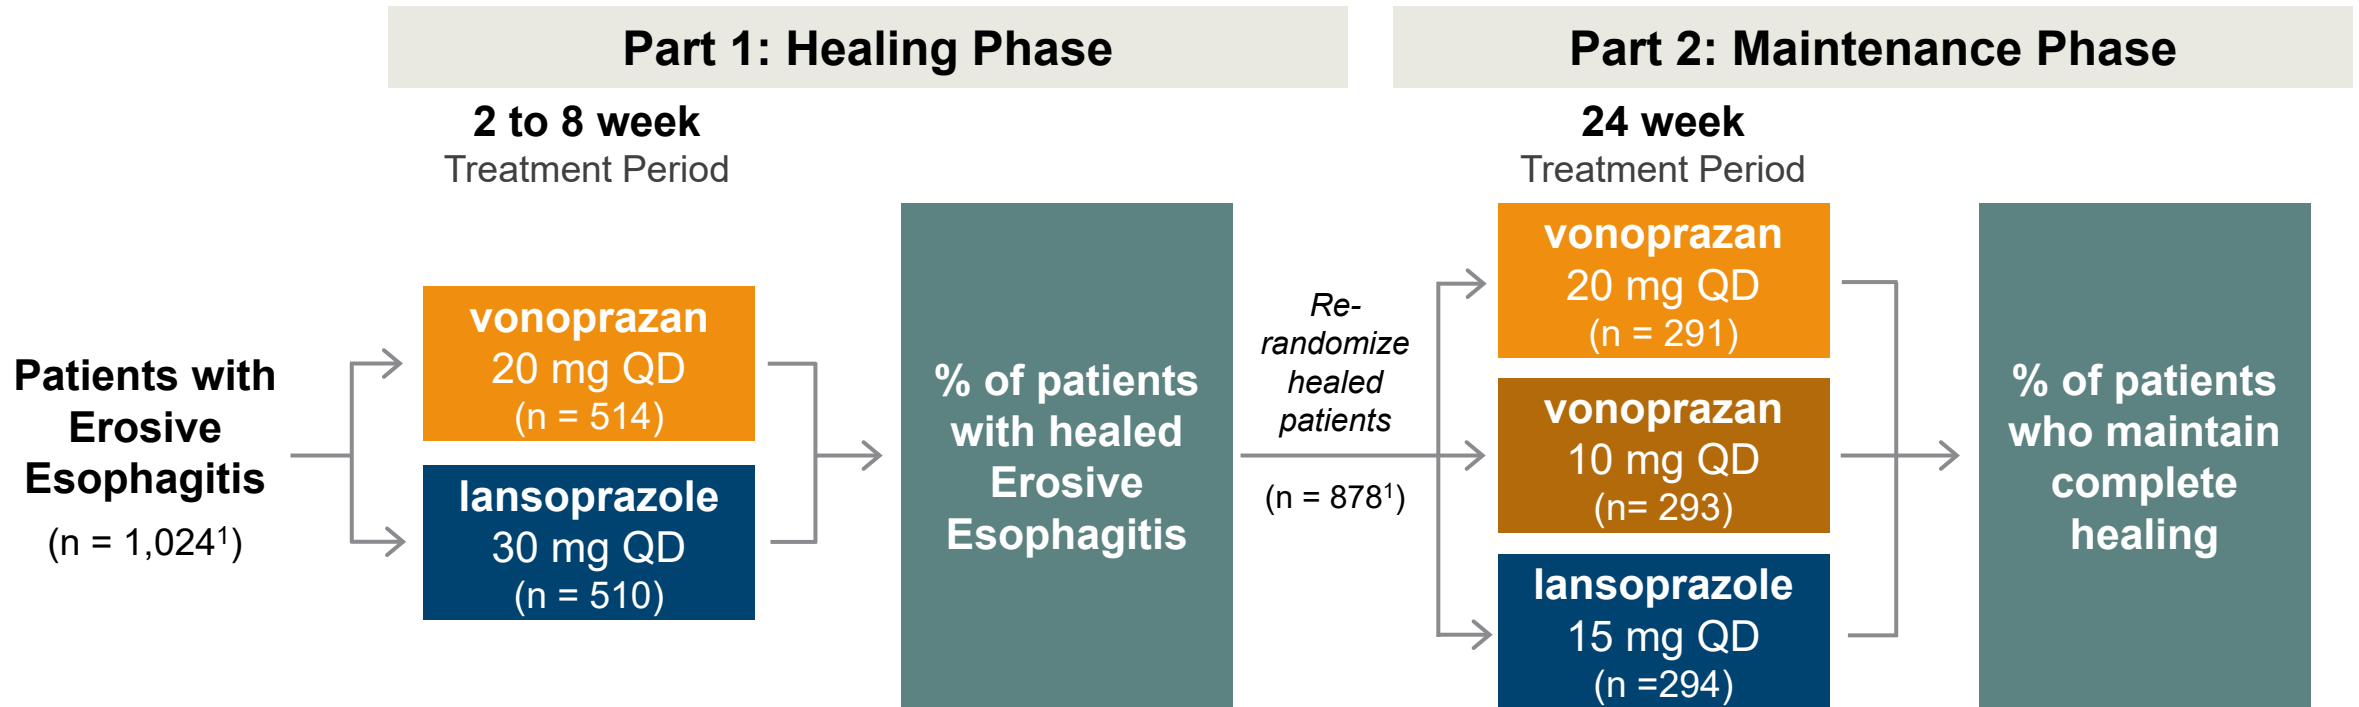 Part 1: Healing Phase
Part 2: Maintenance Phase
2 to 8 week
Treatment Period
24 week
Treatment Period
Patients with
Erosive
Esophagitis
(n = 1,024¹)
vonoprazan
20 mg QD
(n = 514)
lansoprazole
30 mg QD
(n = 510)
% of patients
with healed
Erosive
Esophagitis
Re-
randomize
healed
patients
(n = 878¹)
vonoprazan
20 mg QD
(n = 291)
vonoprazan
10 mg QD
(n= 293)
lansoprazole
15 mg QD
(n =294)
% of patients
who maintain
complete
healing